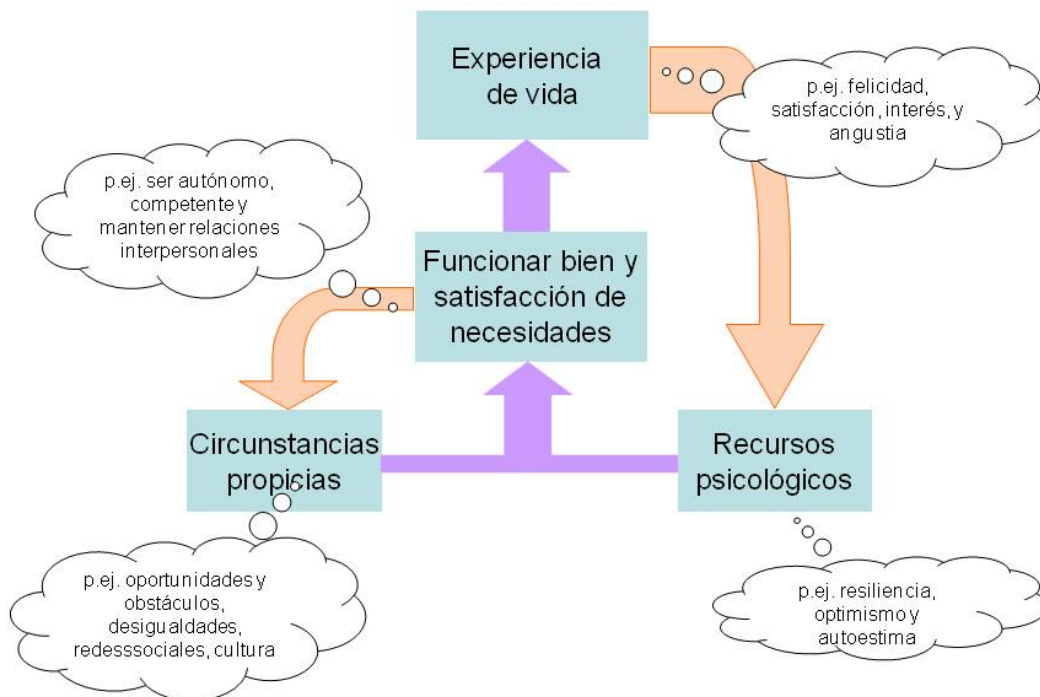 Experiencia
de vida
p.ej. felicidad,
satisfacción, interés, y
angustia
p.ej. ser autónomo,
competente y
mantener relaciones
interpersonales
Funcionar bien y
satisfacción de
necesidades
Circunstancias
propicias
Recursos
psicológicos
p.ej. oportunidades y
obstáculos,
desigualdades,
redesssociales, cultura
p.ej. resiliencia,
optimismo y
autoestima